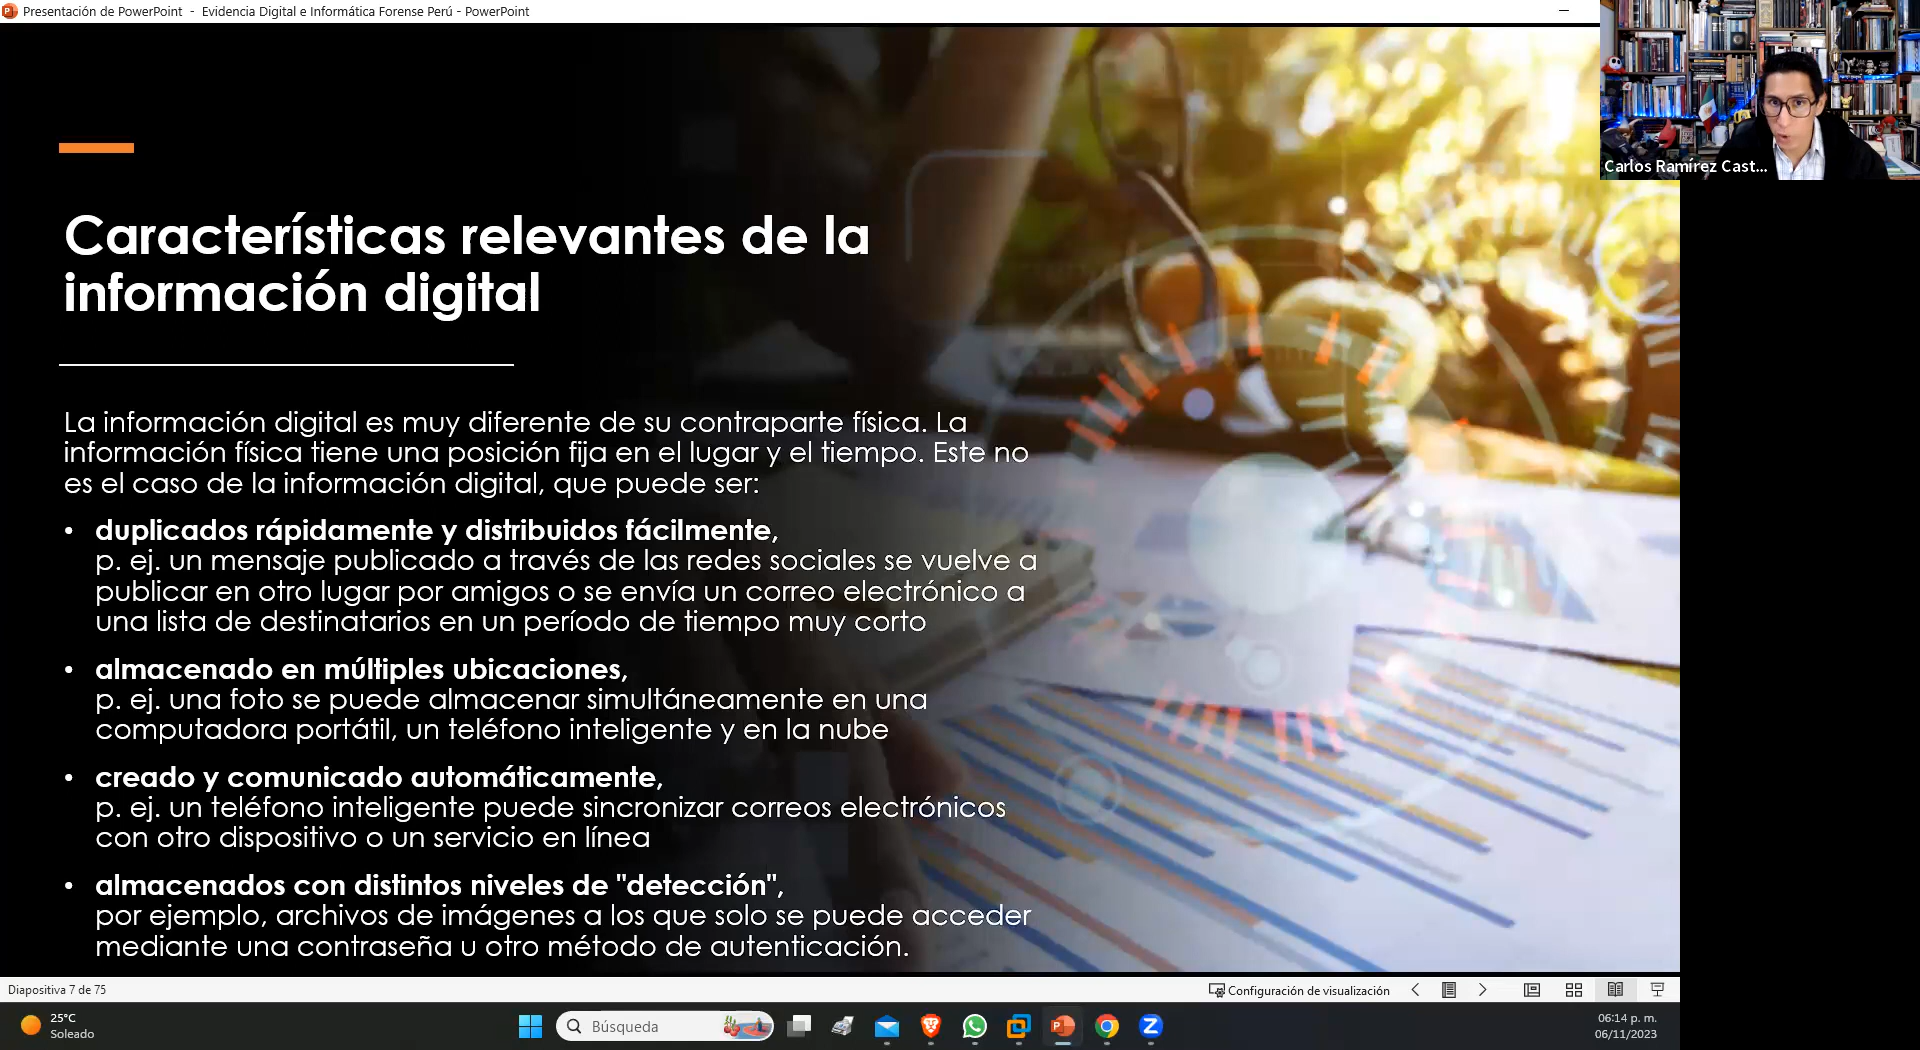 Presentación de PowerPoint - Evidencia Digital e Informática Forense Perú - PowerPoint
Carlos Ramírez Cast...
Características relevantes de la
información digital
La información digital es muy diferente de su contraparte física. La
información física tiene una posición fija en el lugar y el tiempo. Este no
es el caso de la información digital, que puede ser:
• duplicados rápidamente y distribuidos fácilmente,
p. ej. un mensaje publicado a través de las redes sociales se vuelve a
publicar en otro lugar por amigos o se envía un correo electrónico a
una lista de destinatarios en un período de tiempo muy corto
• almacenado en múltiples ubicaciones,
p. ej. una foto se puede almacenar simultáneamente en una
computadora portátil, un teléfono inteligente y en la nube
• creado y comunicado automáticamente,
p. ej. un teléfono inteligente puede sincronizar correos electrónicos
con otro dispositivo o un servicio en línea
• almacenados con distintos niveles de "detección",
por ejemplo, archivos de imágenes a los que solo se puede acceder
mediante una contraseña u otro método de autenticación.
Diapositiva 7 de 75
Configuración de visualización
25°C
Soleado
Búsqueda
06:14 p. m.
06/11/2023